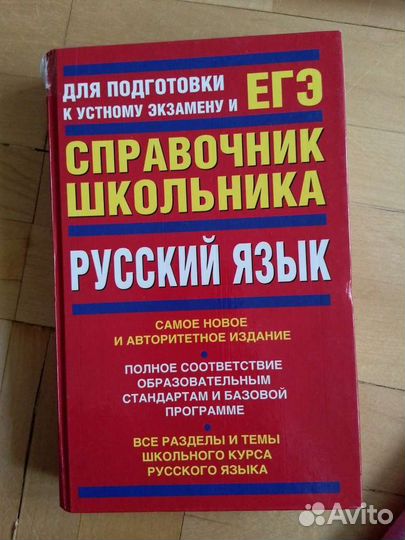 ДЛЯ ПОДГОТОВКИ
К УСТНОМУ ЭКЗАМЕНУ И ЕГЭ
СПРАВОЧНИК
ШКОЛЬНИКА
РУССКИЙ ЯЗЫК
САМОЕ НОВОЕ
И АВТОРИТЕТНОЕ ИЗДАНИЕ
•
ПОЛНОЕ СООТВЕТСТВИЕ
ОБРАЗОВАТЕЛЬНЫМ
СТАНДАРТАМ И БАЗОВОЙ
ПРОГРАММЕ
•
ВСЕ РАЗДЕЛЫ И ТЕМЫ
ШКОЛЬНОГО КУРСА
РУССКОГО ЯЗЫКА
Avito